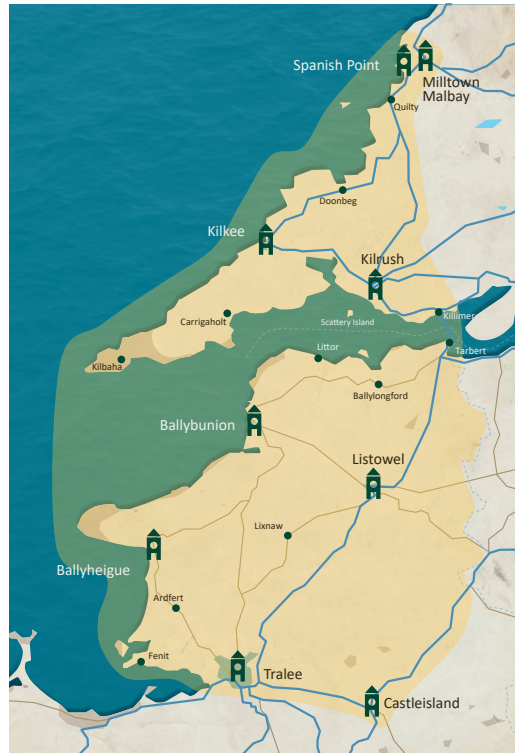 Spanish Point
Milltown
Malbay
Quilty
Doonbeg
Kilkee
Kilrush
Carrigaholt
Killimer
Scattery Island
Tarbert
Littor
Kilbaha
Ballylongford
Ballybunion
Listowel
Lixnaw
Ballyheigue
Ardfert
Fenit
Tralee
Castleisland